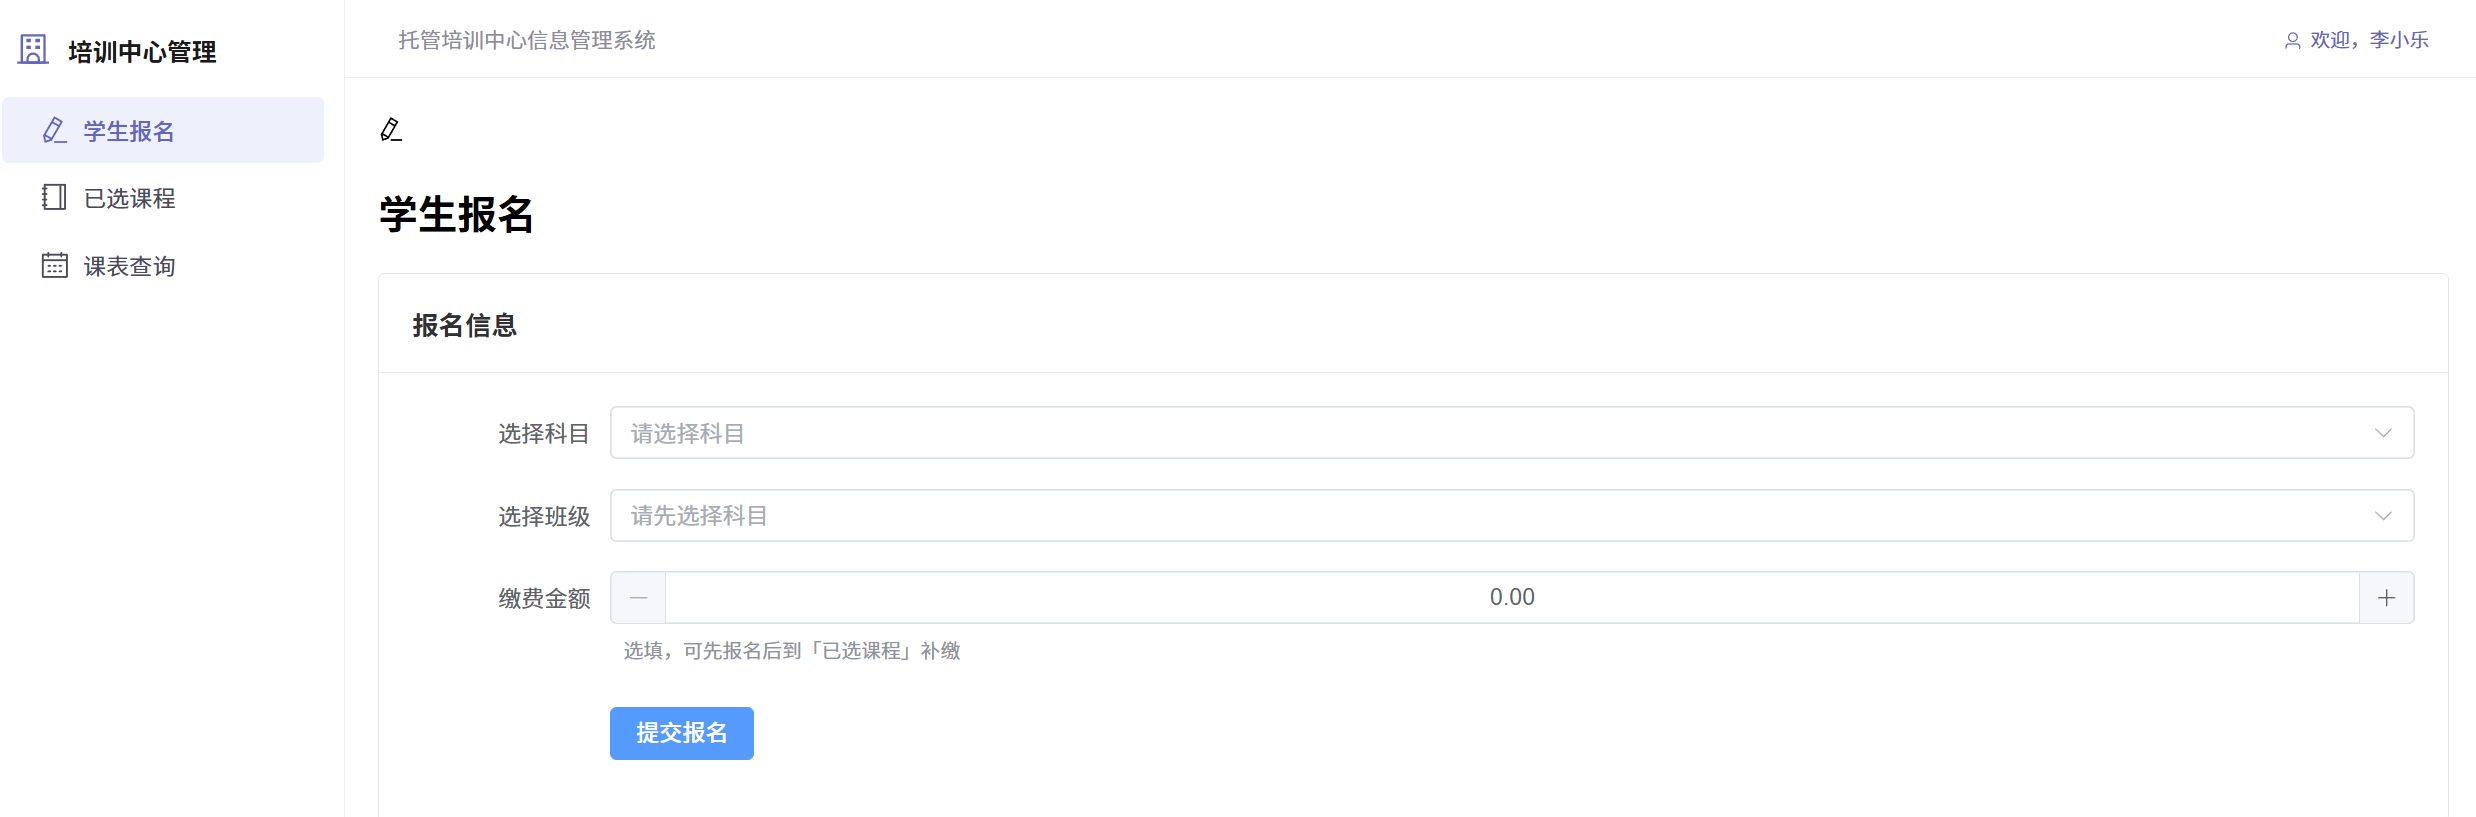 培训中心管理
学生报名
已选课程
课表查询
托管培训中心信息管理系统
欢迎，李小乐
学生报名
报名信息
选择科目
请选择科目
选择班级
请先选择科目
缴费金额
0.00
选填，可先报名后到「已选课程」补缴
提交报名